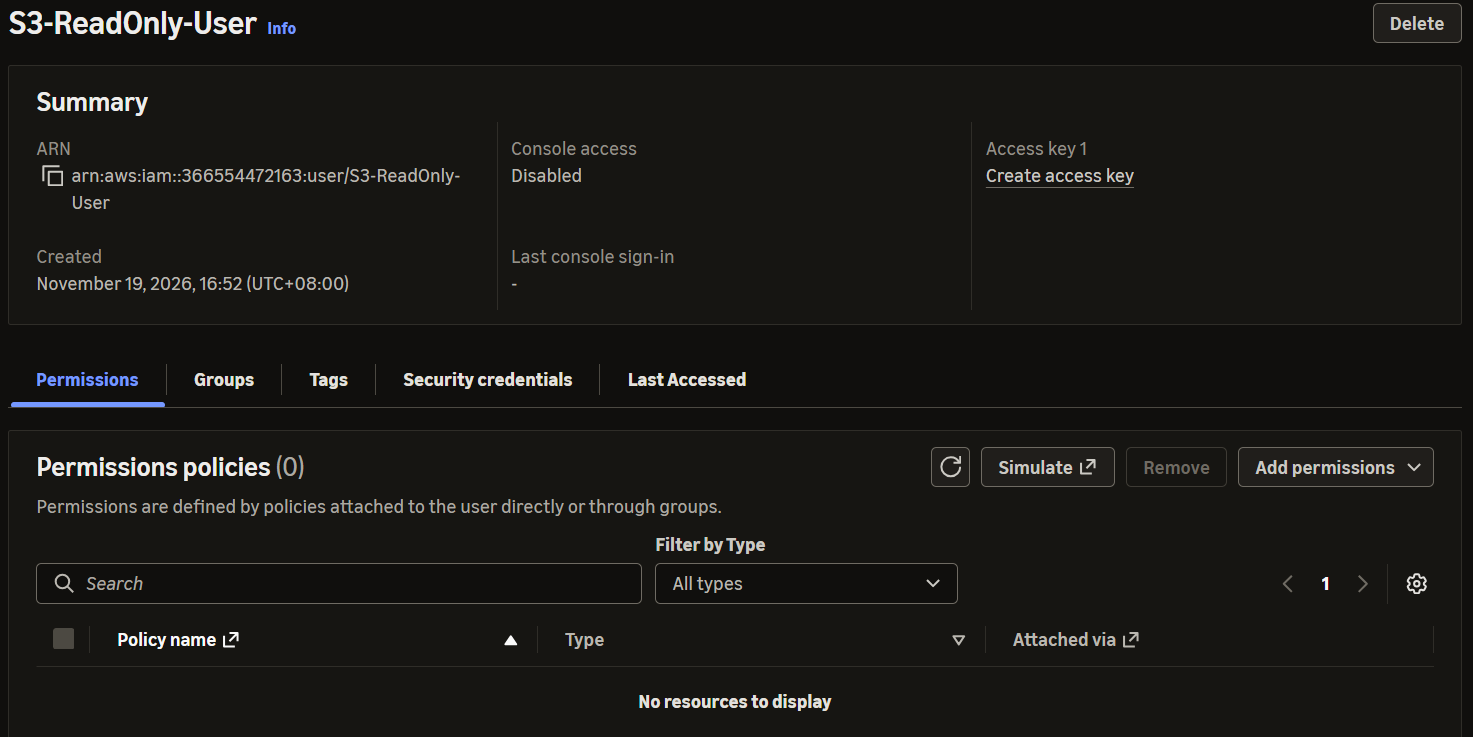 S3-ReadOnly-User Info
Delete
Summary
ARN
arn:aws:iam::366554472163:user/S3-ReadOnly-
User
Created
November 19, 2026, 16:52 (UTC+08:00)
Console access
Disabled
Last console sign-in
-
Access key 1
Create access key
Permissions
Groups
Tags
Security credentials
Last Accessed
Permissions policies (0)
Simulate
Remove
Add permissions
Permissions are defined by policies attached to the user directly or through groups.
Filter by Type
Search
All types
1
Policy name
Type
Attached via
No resources to display